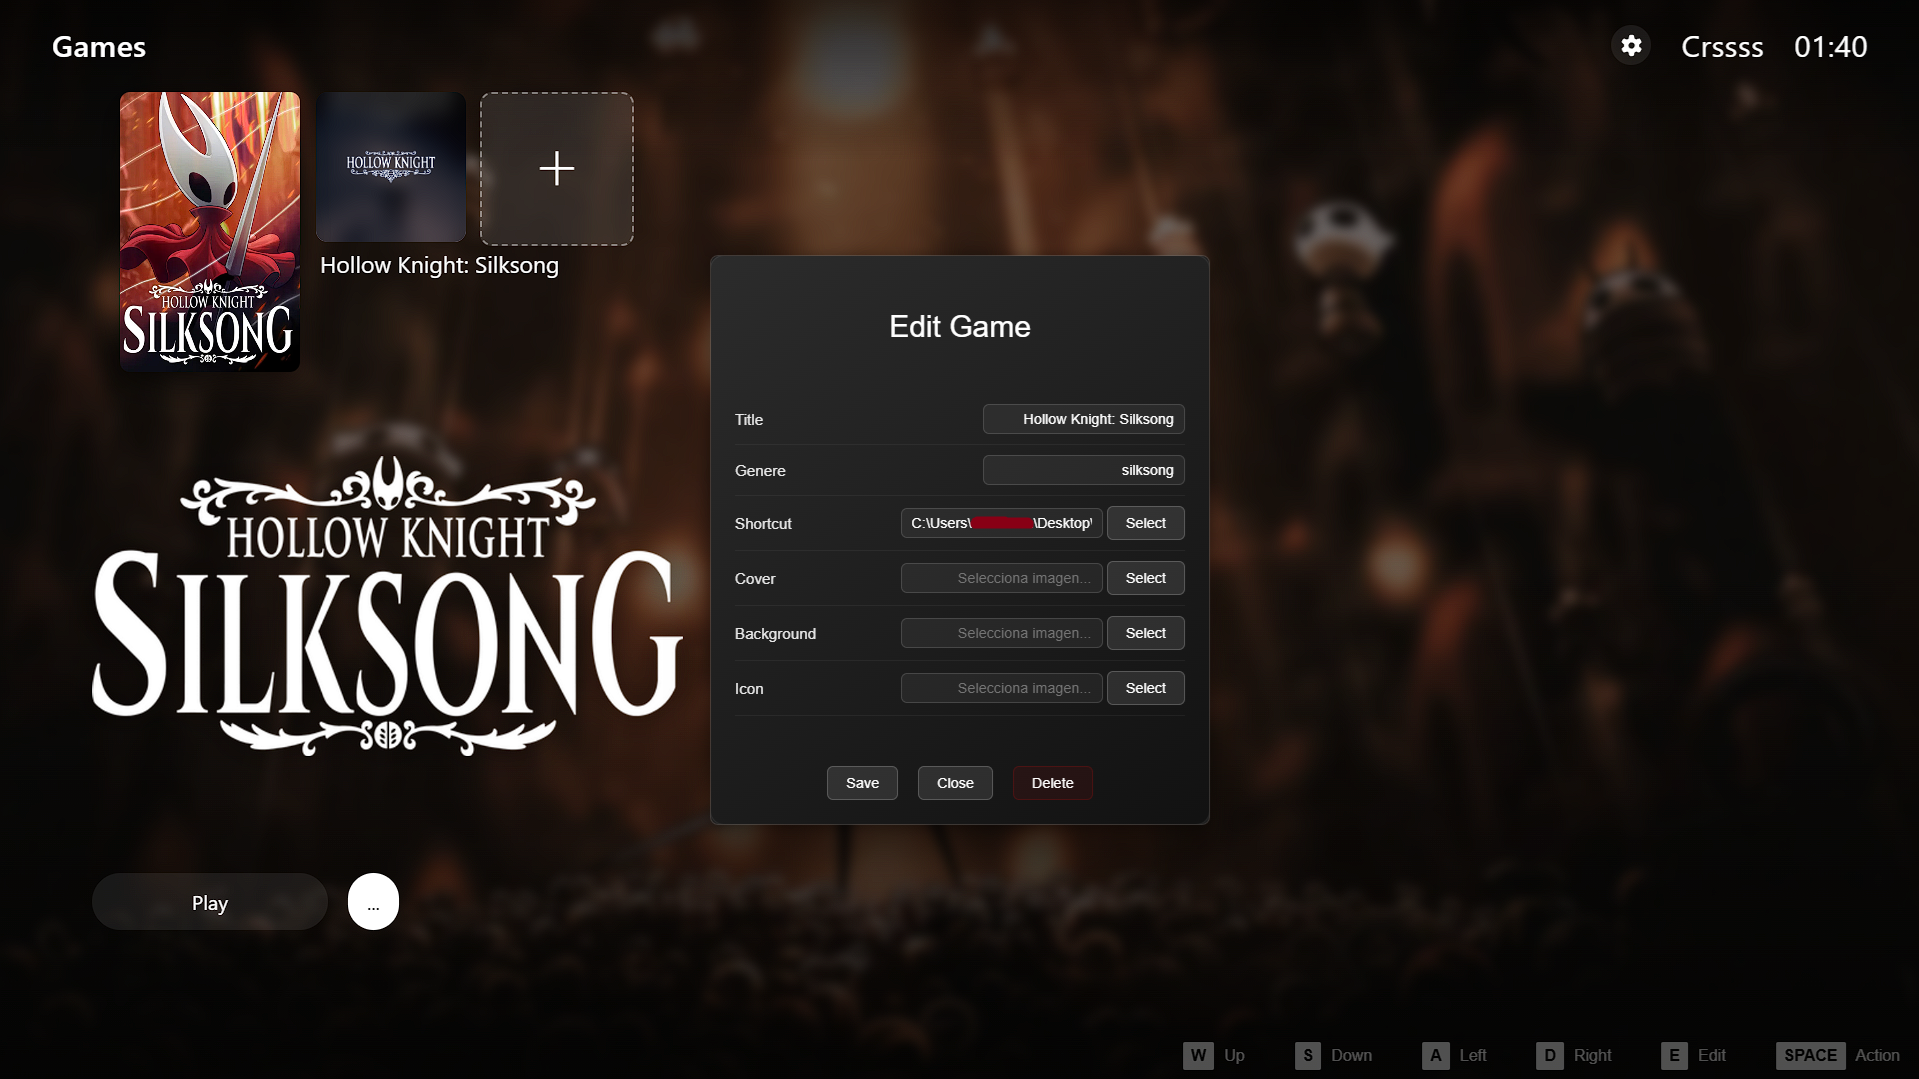 Games
Crssss 01:40
HOLLOW KNIGHT
SILKSONG
HOLLOW KNIGHT
+
Hollow Knight: Silksong
HOLLOW KNIGHT
SILKSONG
Edit Game
Title Hollow Knight: Silksong
Genere silksong
Shortcut C:\Users\ \Desktop\ Select
Cover Selecciona imagen... Select
Background Selecciona imagen... Select
Icon Selecciona imagen... Select
Save Close Delete
Play ...
W Up S Down A Left D Right E Edit SPACE Action